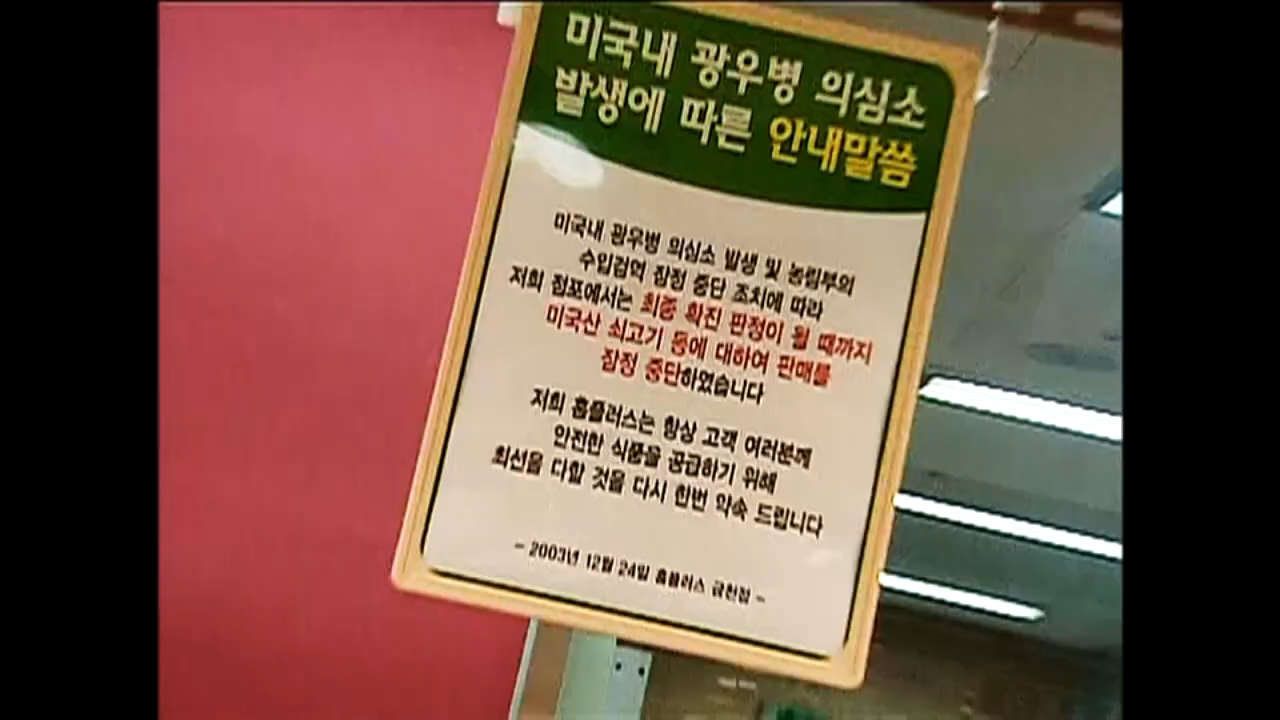 미국내 광우병 의심소
발생에 따른 안내말씀
미국내 광우병 의심소 발생 및 농림부의
수입검역 잠정 중단 조치에 따라
저희 점포에서는 최종 확진 판정이 될 때까지
미국산 쇠고기 등에 대하여 판매를
잠정 중단하였습니다
저희 홈플러스는 항상 고객 여러분께
안전한 식품을 공급하기 위해
최선을 다할 것을 다시 한번 약속 드립니다
- 2003년 12월 24일 홈플러스 금천점 -